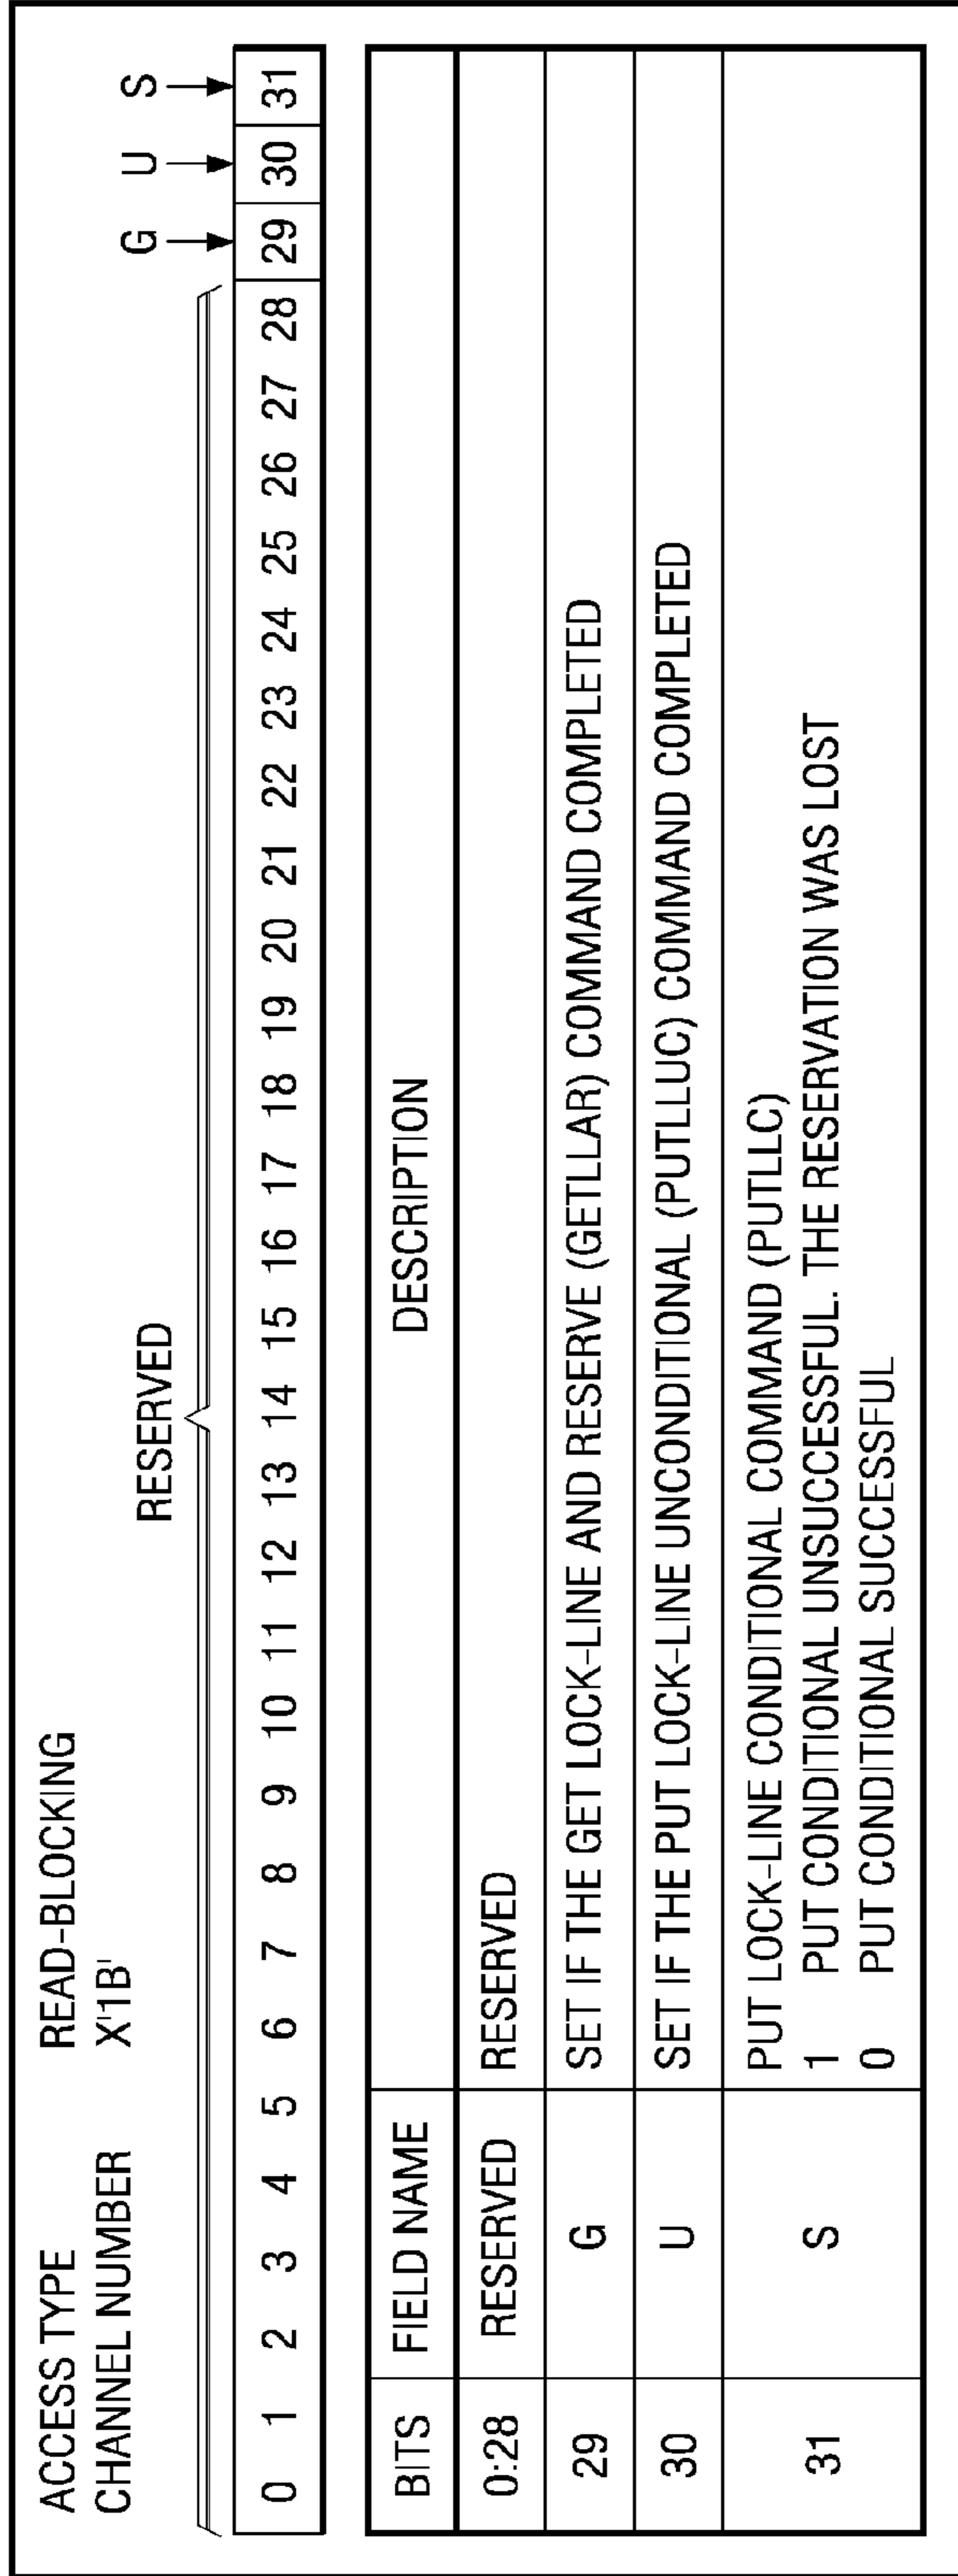 ACCESS TYPE READ-BLOCKING
CHANNEL NUMBER X'1B'
RESERVED G U S
0 1 2 3 4 5 6 7 8 9 10 11 12 13 14 15 16 17 18 19 20 21 22 23 24 25 26 27 28 29 30 31
BITS FIELD NAME DESCRIPTION
0:28 RESERVED RESERVED
29 G SET IF THE GET LOCK-LINE AND RESERVE (GETLLAR) COMMAND COMPLETED
30 U SET IF THE PUT LOCK-LINE UNCONDITIONAL (PUTLLUC) COMMAND COMPLETED
31 S PUT LOCK-LINE CONDITIONAL COMMAND (PUTLLC)
1 PUT CONDITIONAL UNSUCCESSFUL. THE RESERVATION WAS LOST
0 PUT CONDITIONAL SUCCESSFUL